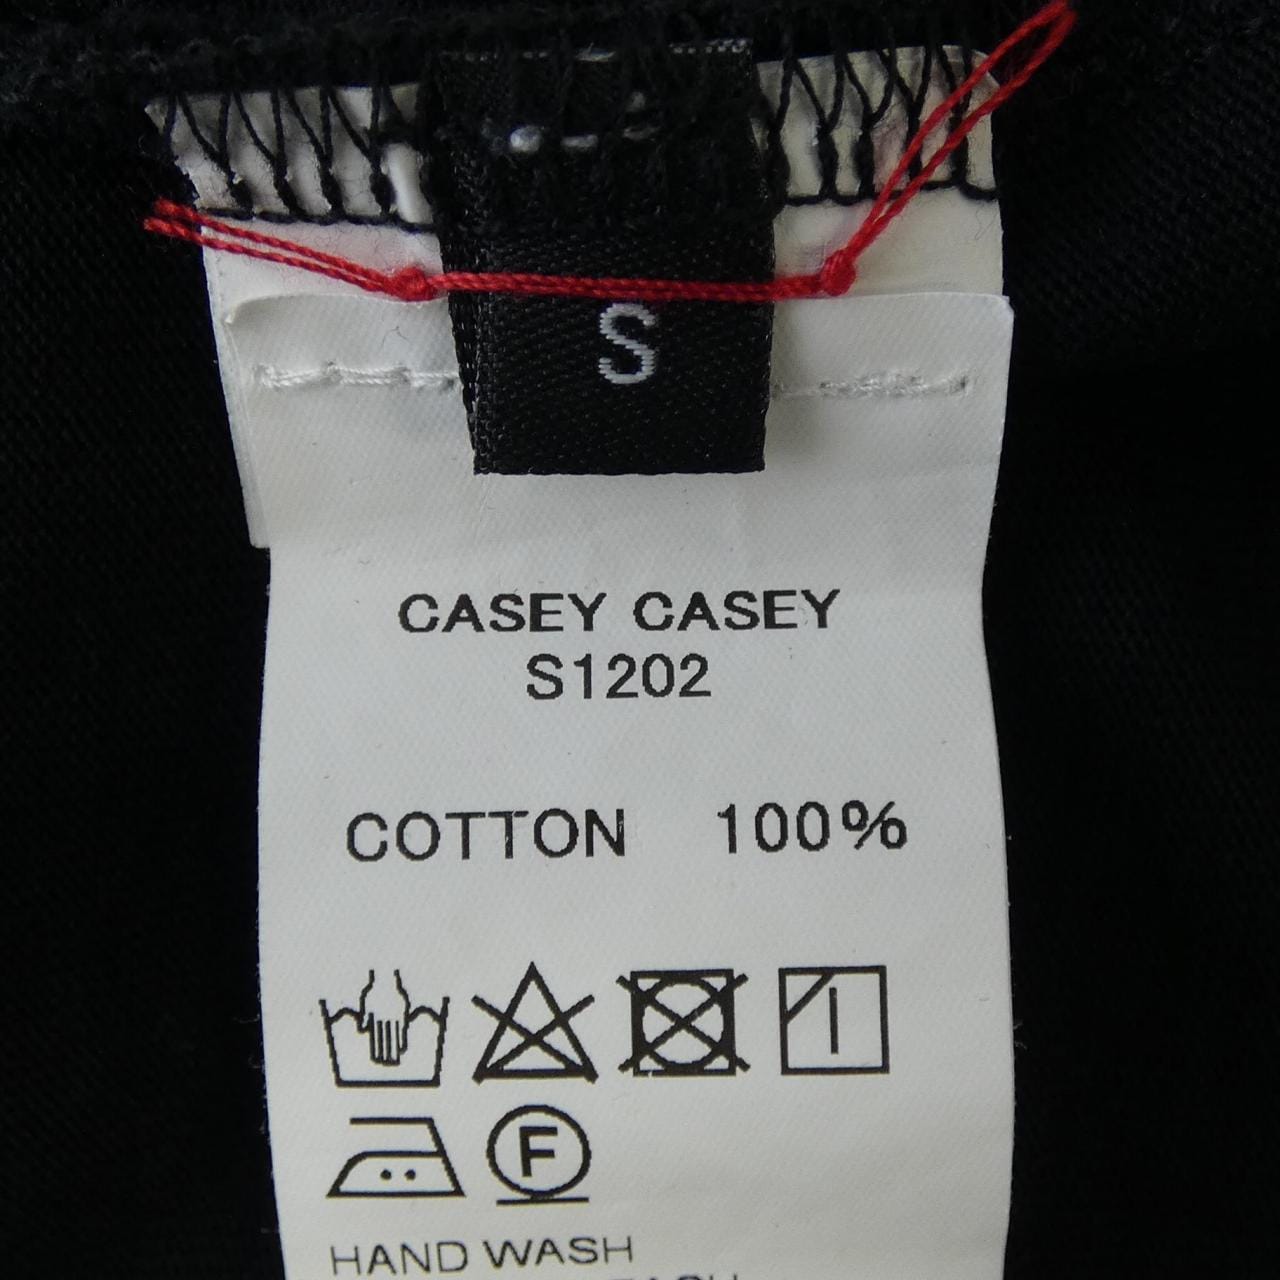 S
CASEY CASEY
S1202
COTTON 100%
F
HAND WASH